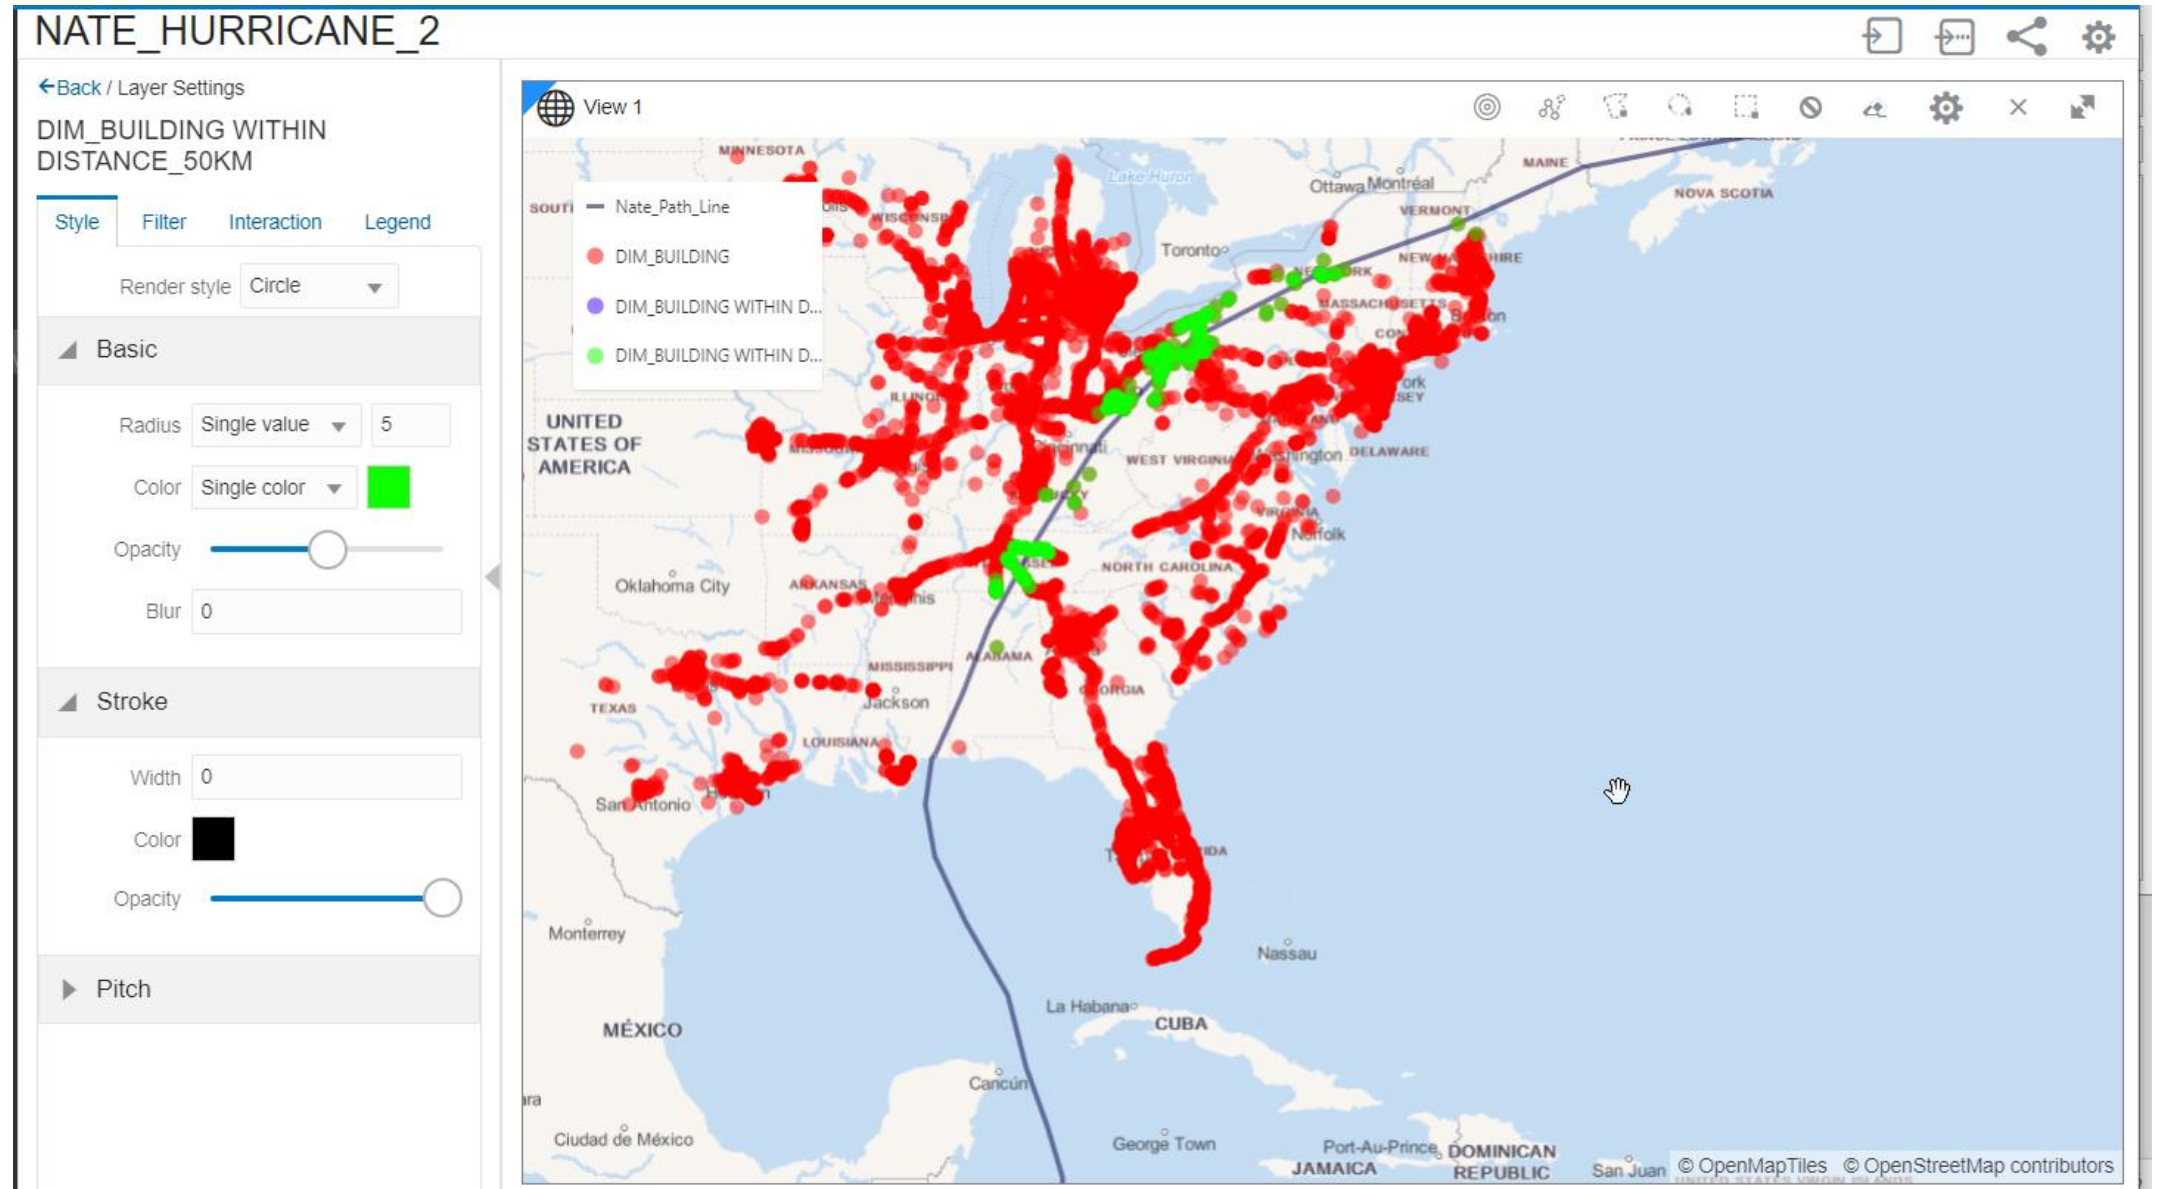 NATE_HURRICANE_2
Back / Layer Settings
DIM_BUILDING WITHIN
DISTANCE_50KM
Style Filter Interaction Legend
Render style Circle
Basic
Radius Single value 5
Color Single color
Opacity
Blur 0
Stroke
Width 0
Color
Opacity
Pitch
View 1
Nate_Path_Line
DIM_BUILDING
DIM_BUILDING WITHIN D...
DIM_BUILDING WITHIN D...
MINNESOTA
Lake Huron
Ottawa
Montréal
MAINE
NOVA SCOTIA
VERMONT
Toronto
UNITED
STATES OF
AMERICA
WEST VIRGINIA
DELAWARE
VIRGINIA
Norfolk
Oklahoma City
ARKANSAS
NORTH CAROLINA
MISSISSIPPI
ALABAMA
Jackson
TEXAS
LOUISIANA
San Antonio
Monterrey
Nassau
La Habana
CUBA
MÉXICO
Cancún
Ciudad de México
George Town
Port-Au-Prince
DOMINICAN
REPUBLIC
JAMAICA
San Juan
© OpenMapTiles © OpenStreetMap contributors